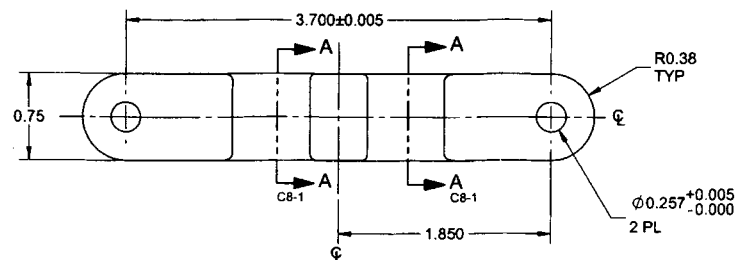 3.700±0.005
A
A
R0.38
TYP
0.75
℄
A
A
C8-1
C8-1
Ø0.257+0.005
-0.000
2 PL
1.850
℄